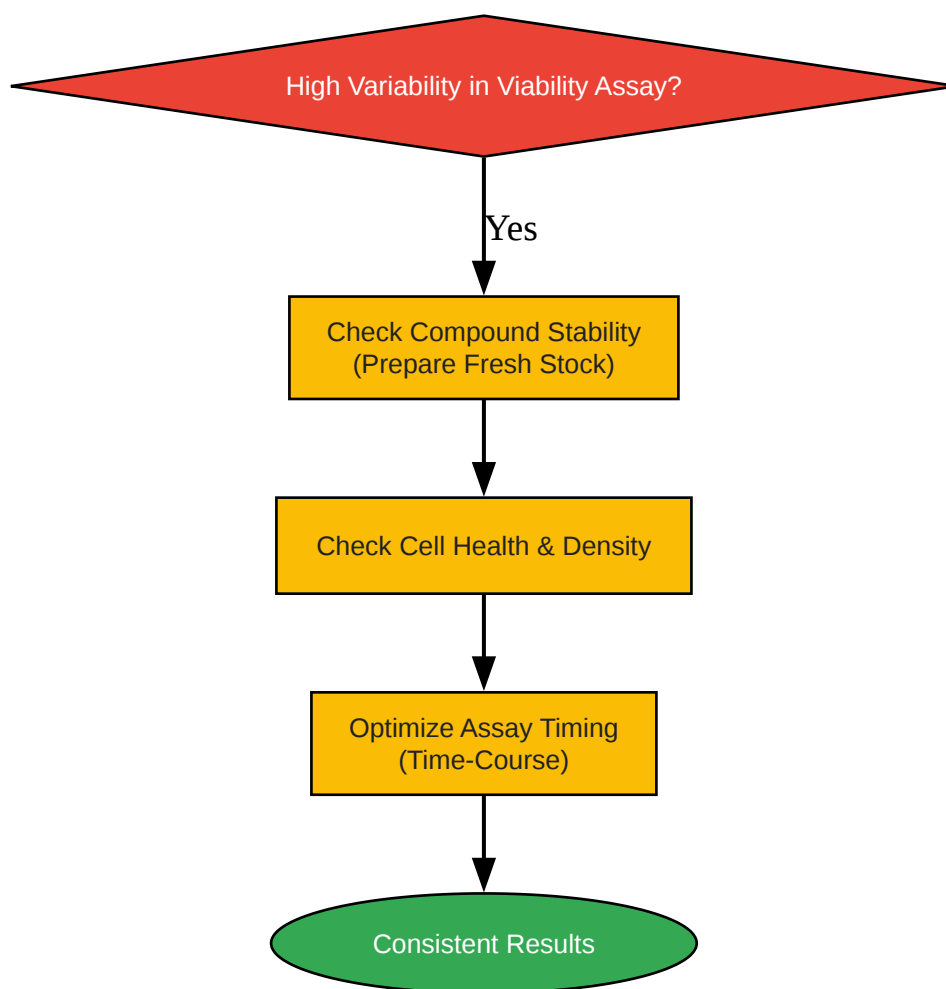 High Variability in Viability Assay?
Yes
Check Compound Stability
(Prepare Fresh Stock)
Check Cell Health & Density
Optimize Assay Timing
(Time-Course)
Consistent Results